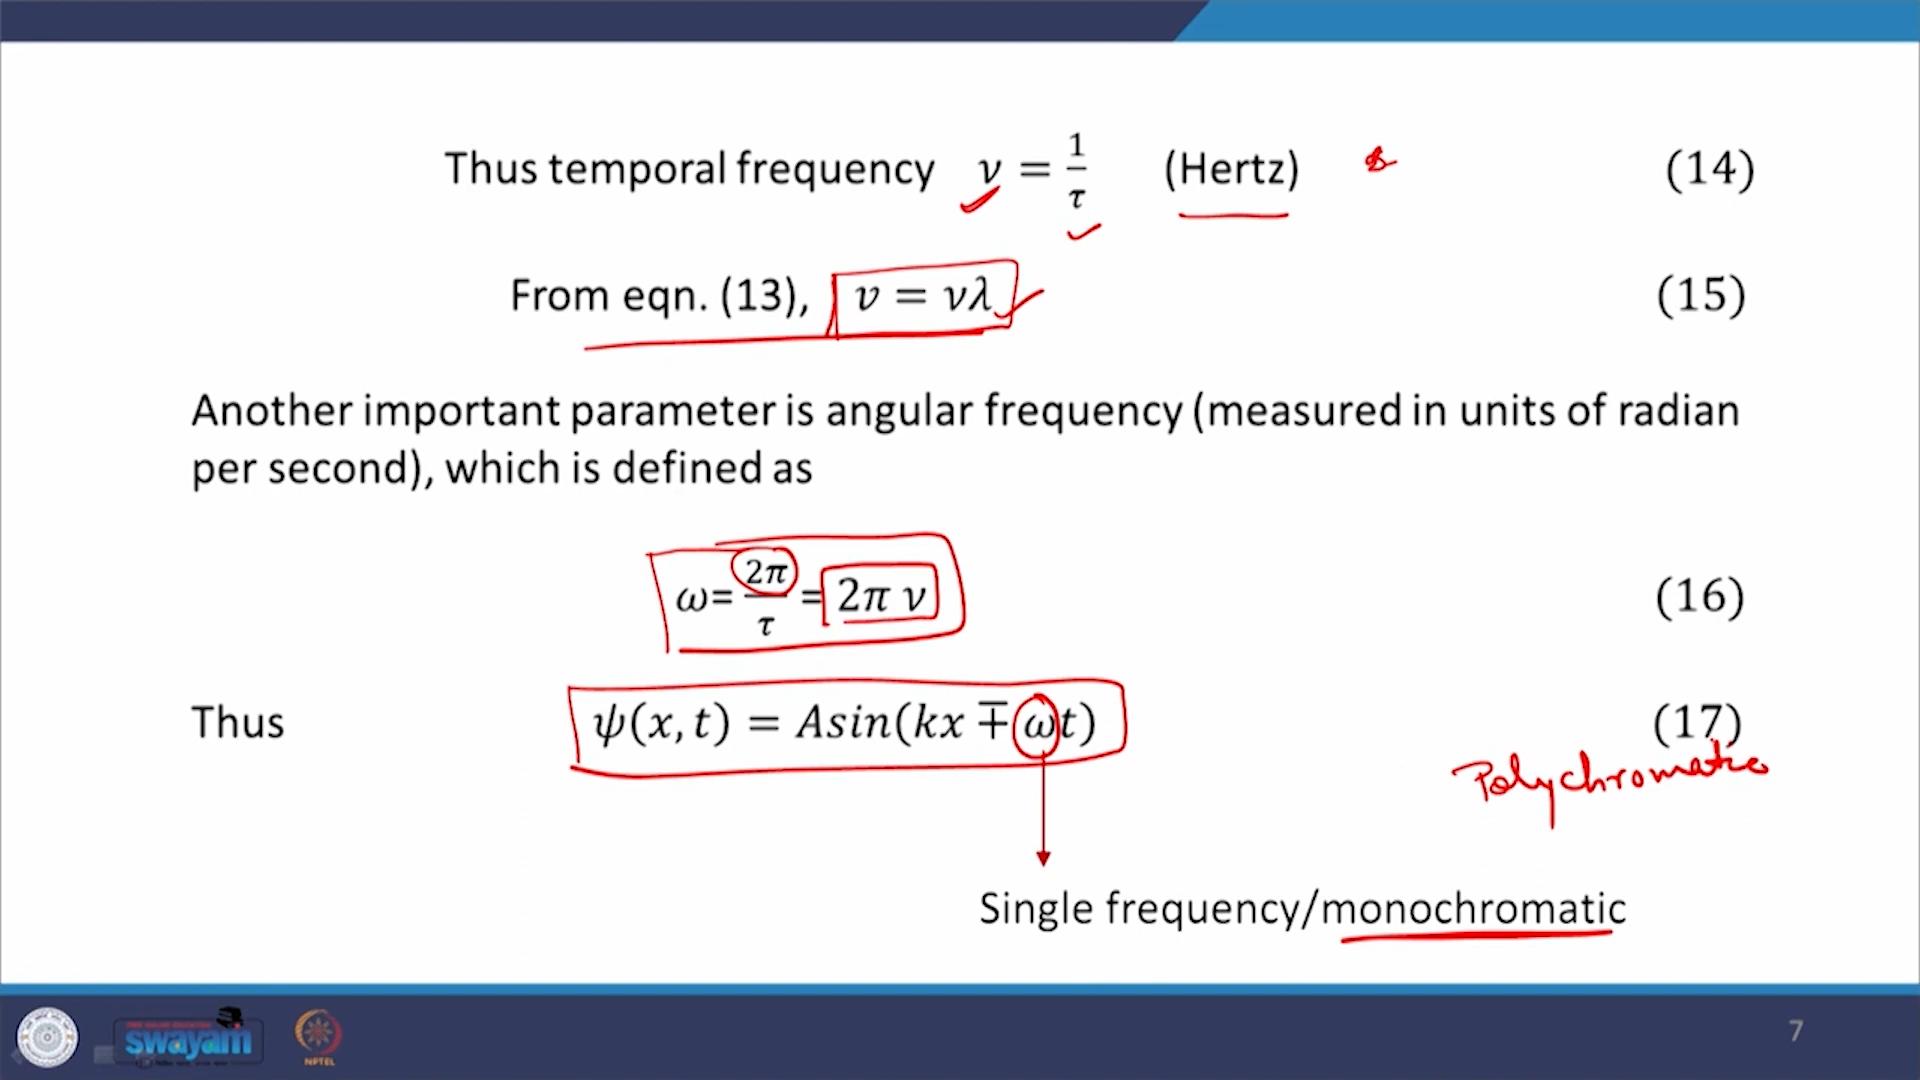 Thus temporal frequency ν = 1/τ (Hertz) (14)
From eqn. (13), v = νλ (15)
Another important parameter is angular frequency (measured in units of radian
per second), which is defined as
ω= 2π/τ = 2π ν (16)
Thus ψ(x, t) = Asin(kx ∓ ωt) (17)
Polychromatic
Single frequency/monochromatic
swayam
NPTEL
7